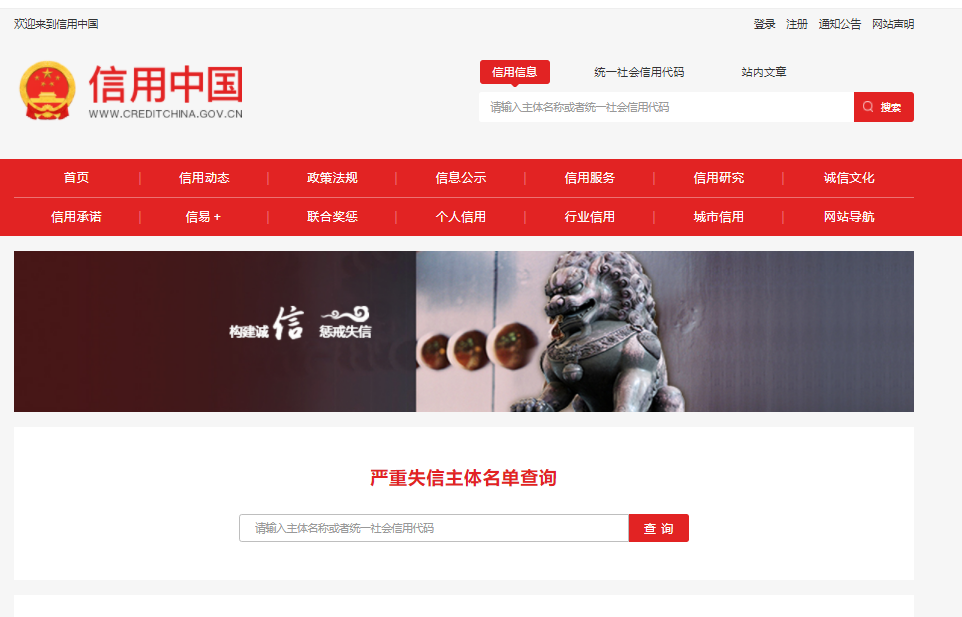 欢迎来到信用中国
登录 注册 通知公告 网站声明
信用中国
WWW.CREDITCHINA.GOV.CN
信用信息 统一社会信用代码 站内文章
请输入主体名称或者统一社会信用代码 搜索
首页 信用动态 政策法规 信息公示 信用服务 信用研究 诚信文化
信用承诺 信易+ 联合奖惩 个人信用 行业信用 城市信用 网站导航
构建诚信 惩戒失信
严重失信主体名单查询
请输入主体名称或者统一社会信用代码 查 询